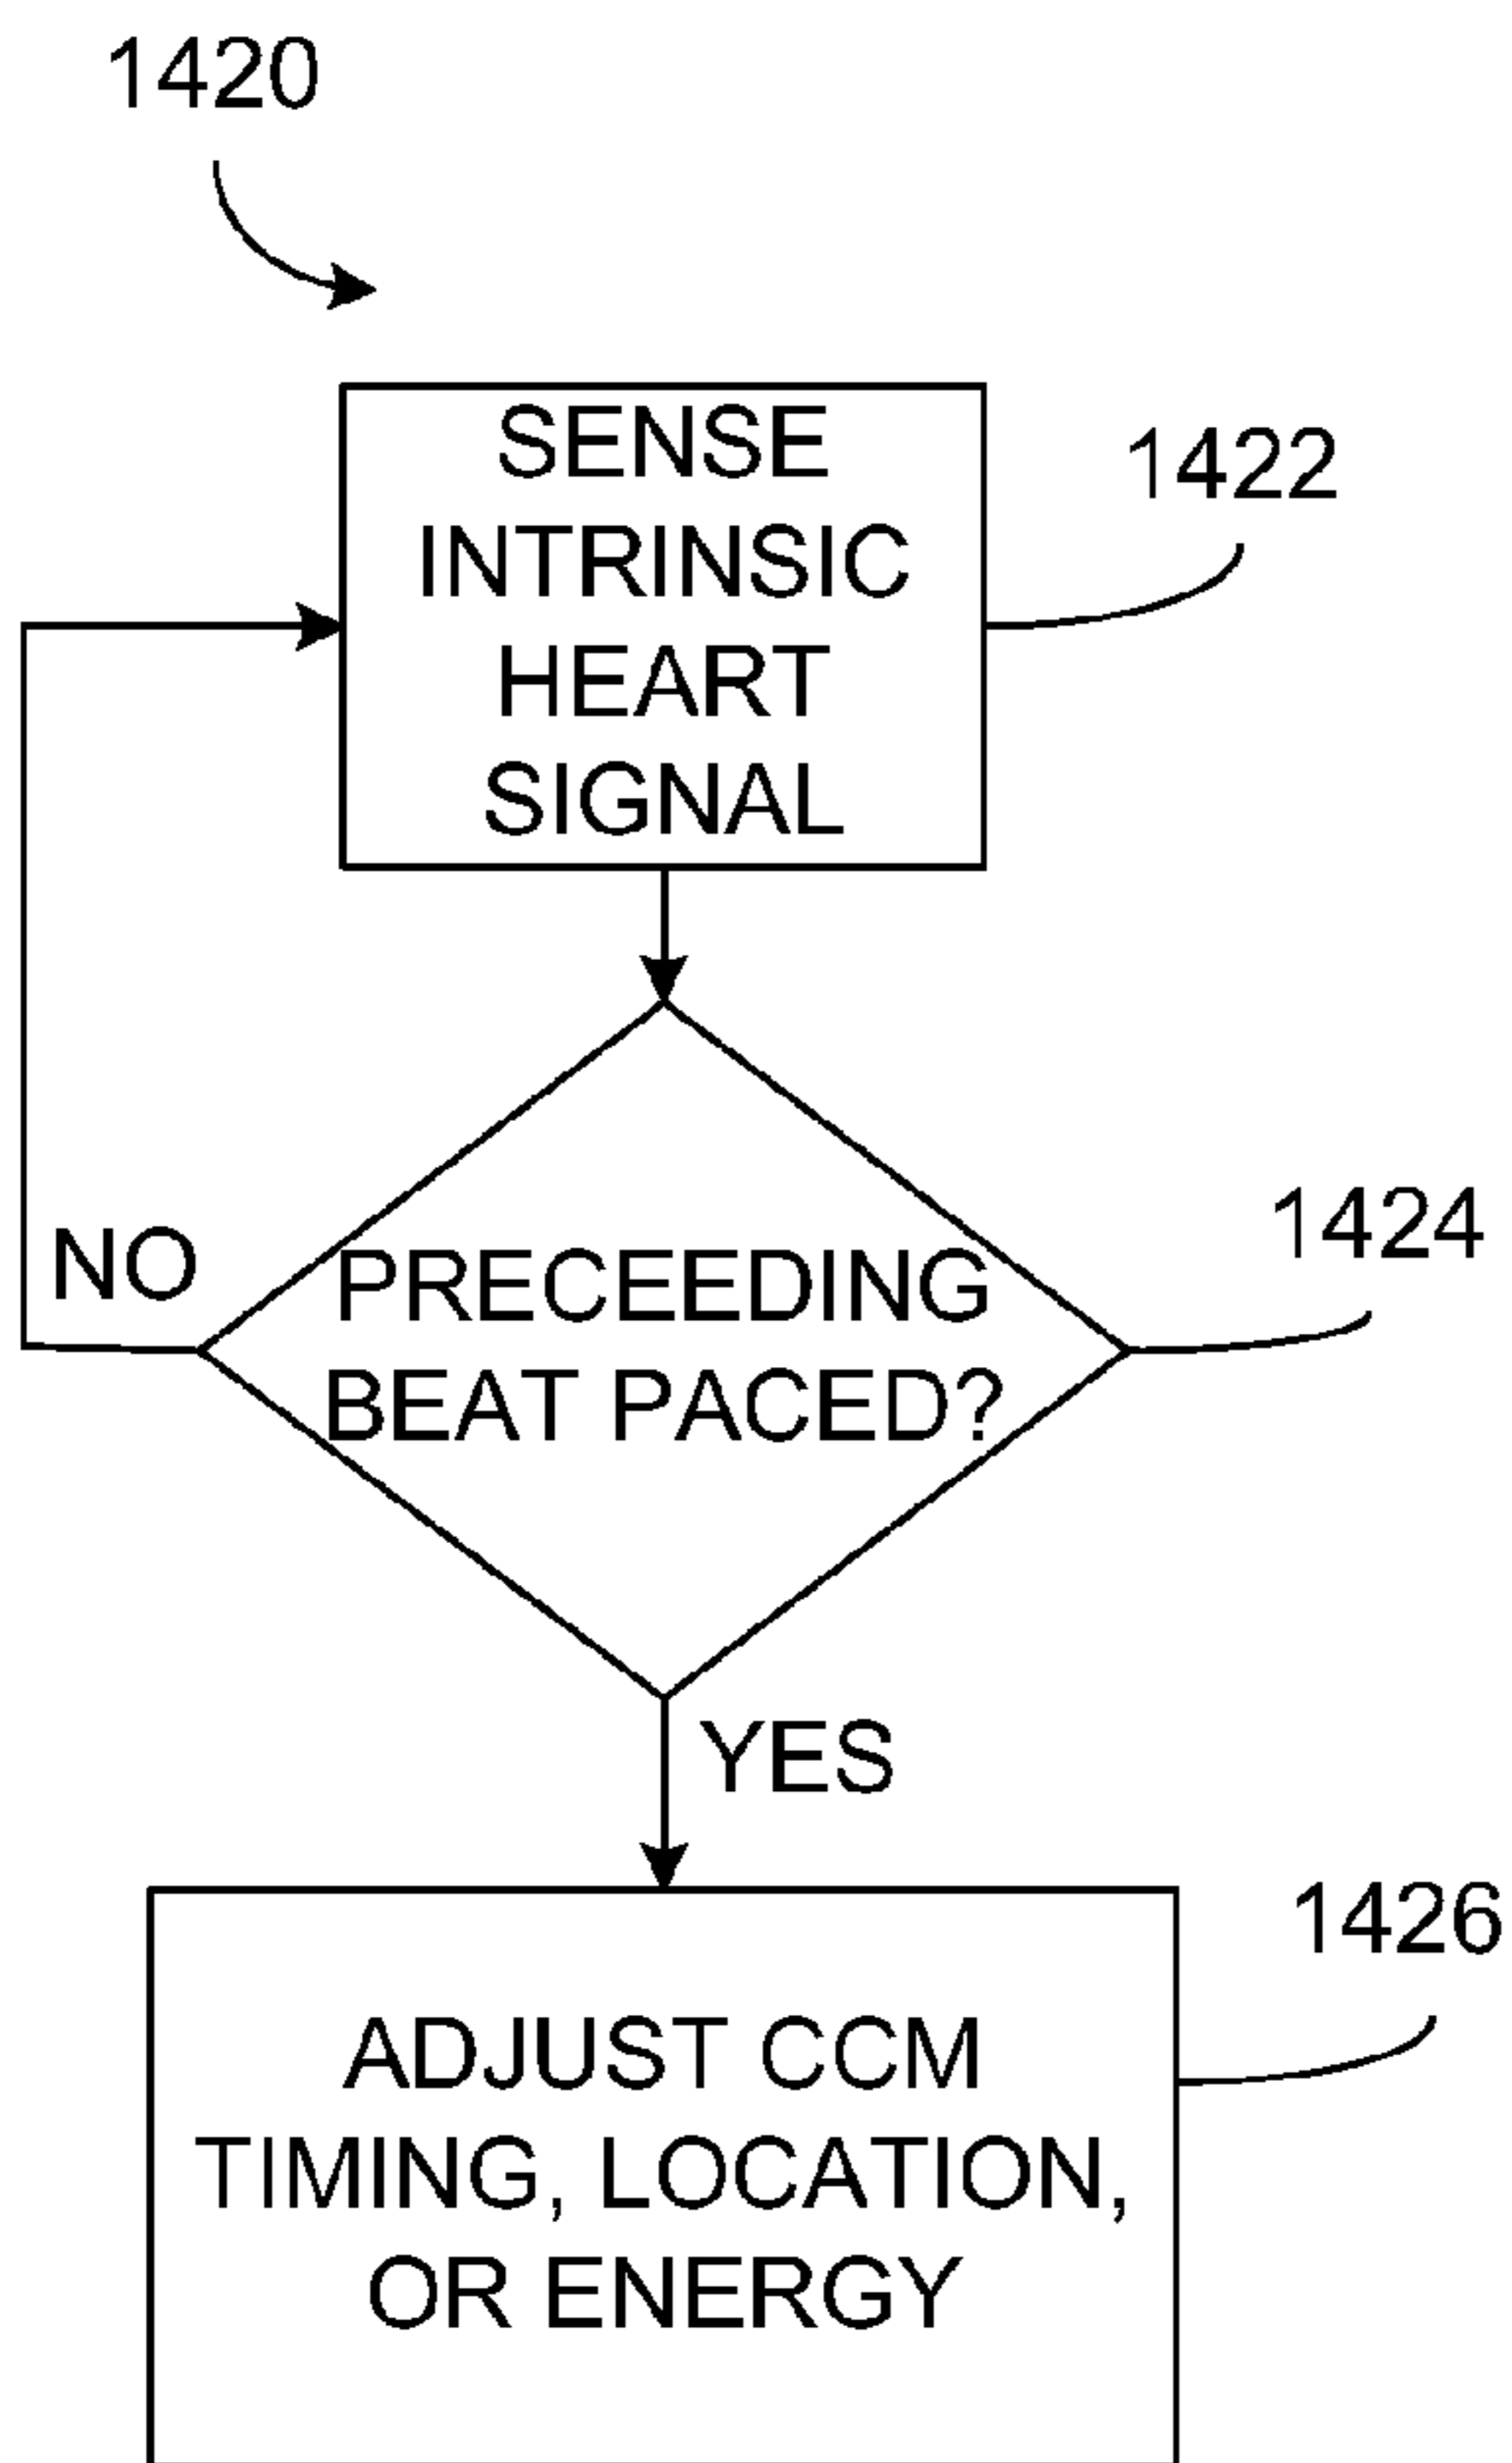 1420
SENSE
INTRINSIC
HEART
SIGNAL
1422
NO
PRECEEDING
BEAT PACED?
1424
YES
ADJUST CCM
TIMING, LOCATION,
OR ENERGY
1426